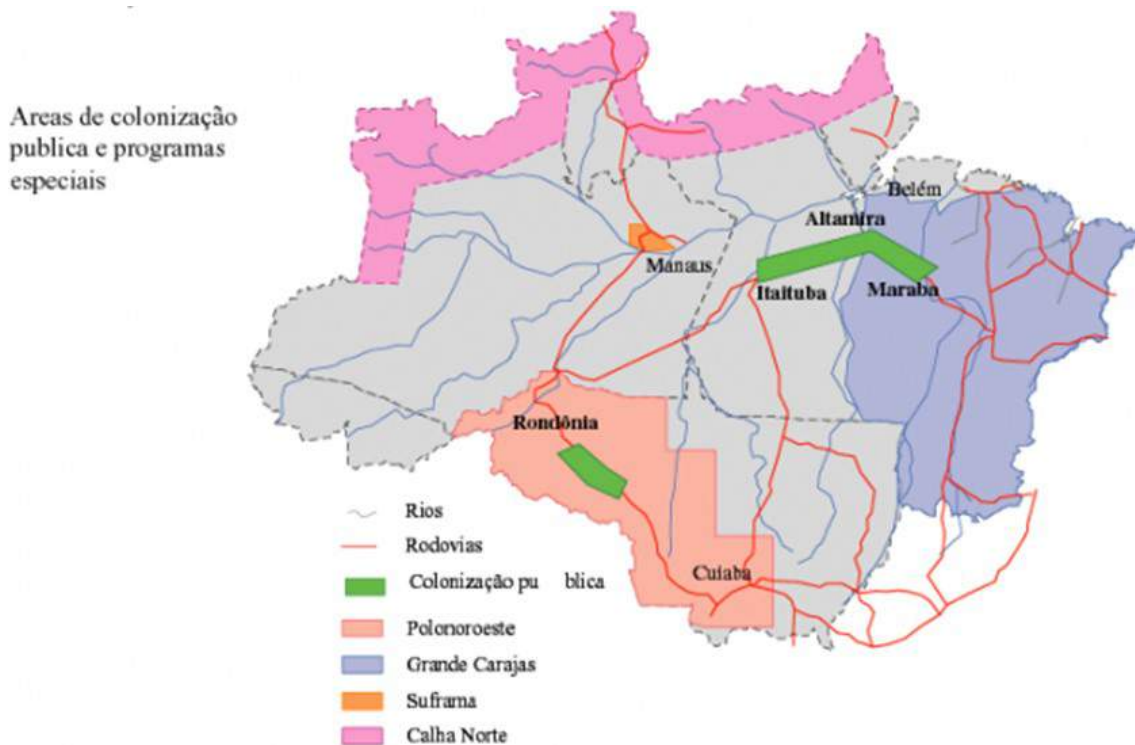 Areas de colonização
publica e programas
especiais
Belém
Altamira
Manaus
Itaituba
Maraba
Rondônia
Cuiaba
Rios
Rodovias
Colonização pu blica
Polonoroeste
Grande Carajas
Suframa
Calha Norte